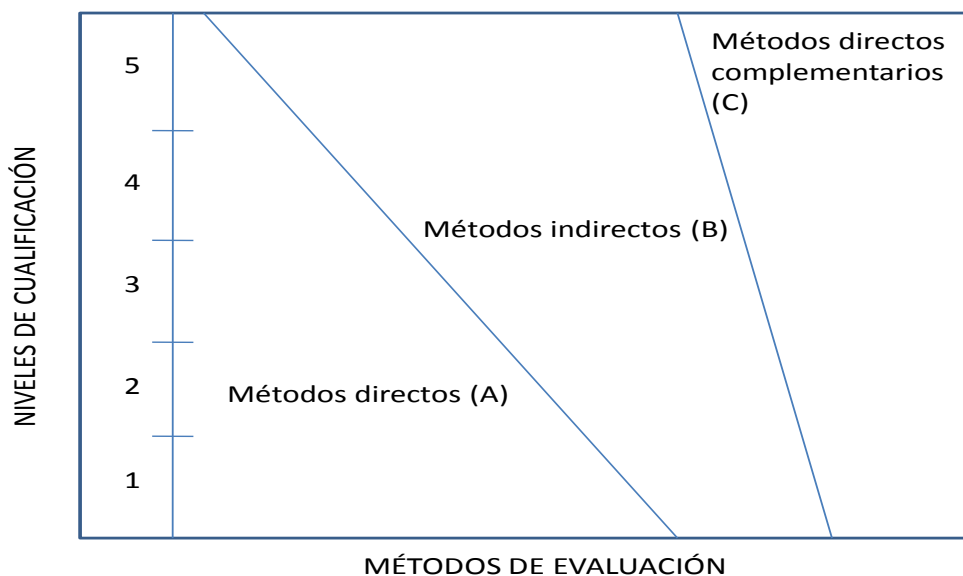 Métodos directos
complementarios
(C)
5
4
Métodos indirectos (B)
3
2
Métodos directos (A)
1
NIVELES DE CUALIFICACIÓN
MÉTODOS DE EVALUACIÓN